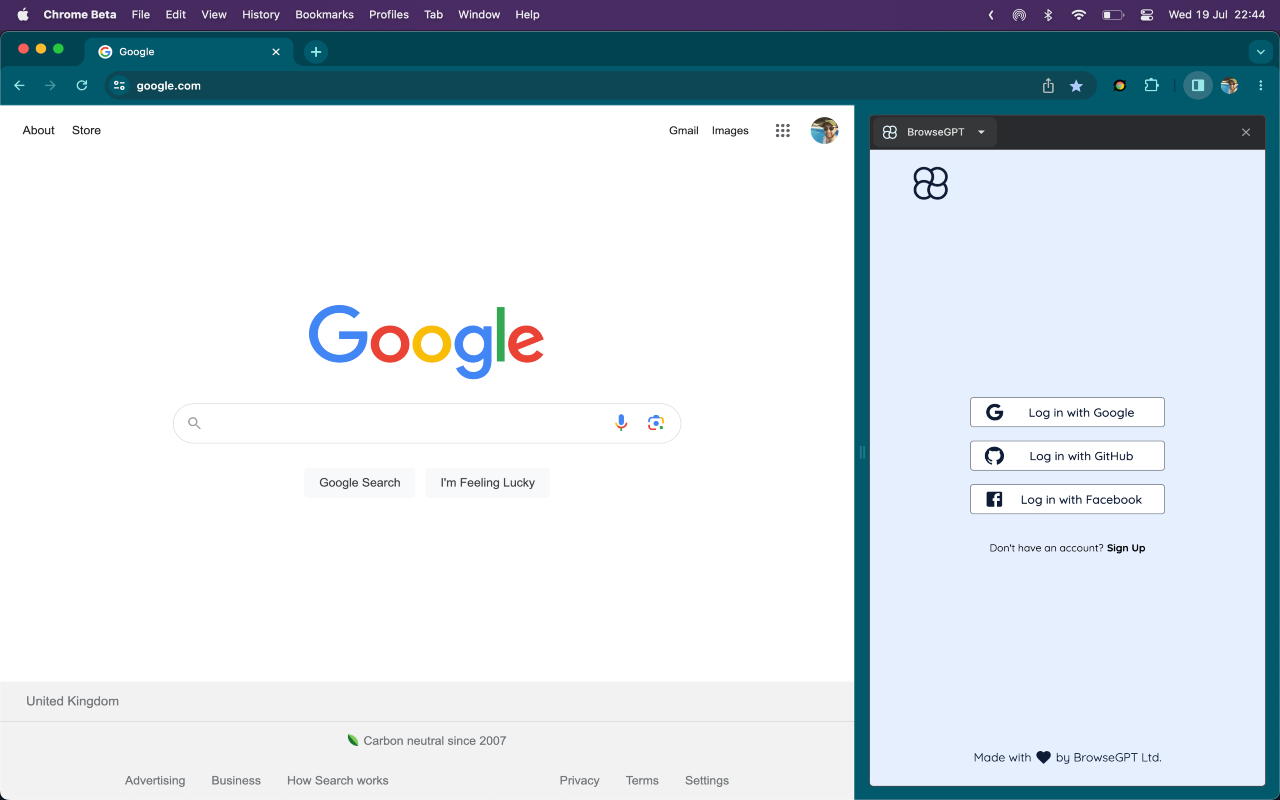 Chrome Beta File Edit View History Bookmarks Profiles Tab Window Help Wed 19 Jul 22:44
Google
google.com
About Store Gmail Images
BrowseGPT
Google
Google Search I'm Feeling Lucky
Log in with Google
Log in with GitHub
Log in with Facebook
Don't have an account? Sign Up
United Kingdom
Carbon neutral since 2007
Advertising Business How Search works Privacy Terms Settings
Made with by BrowseGPT Ltd.